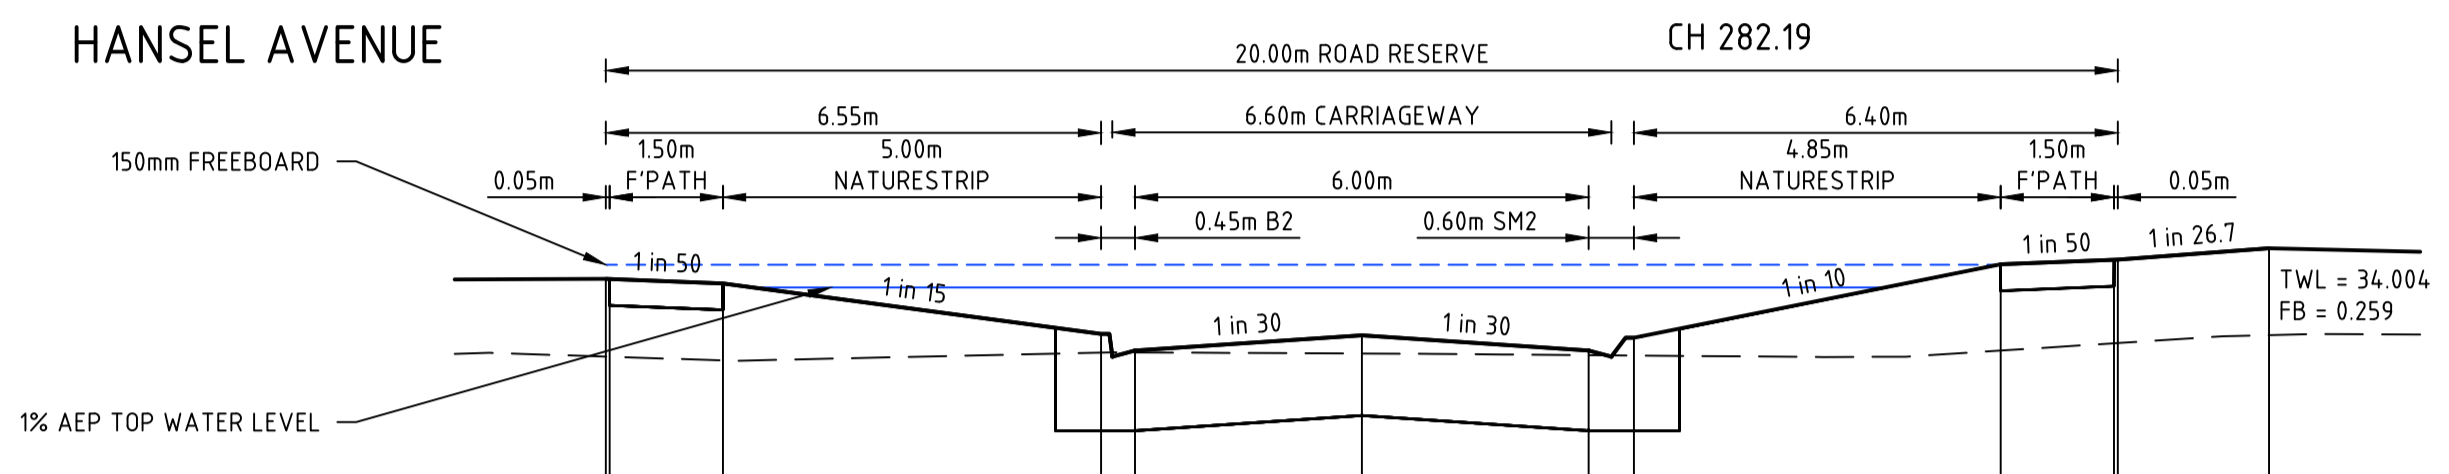 HANSEL AVENUE
CH 282.19
20.00m ROAD RESERVE
6.55m
6.60m CARRIAGEWAY
6.40m
150mm FREEBOARD
1.50m
5.00m
4.85m
1.50m
0.05m
F'PATH
NATURESTRIP
6.00m
NATURESTRIP
F'PATH
0.05m
0.45m B2
0.60m SM2
1 in 50
1 in 15
1 in 30
1 in 30
1 in 10
1 in 50
1 in 26.7
TWL = 34.004
FB = 0.259
1% AEP TOP WATER LEVEL